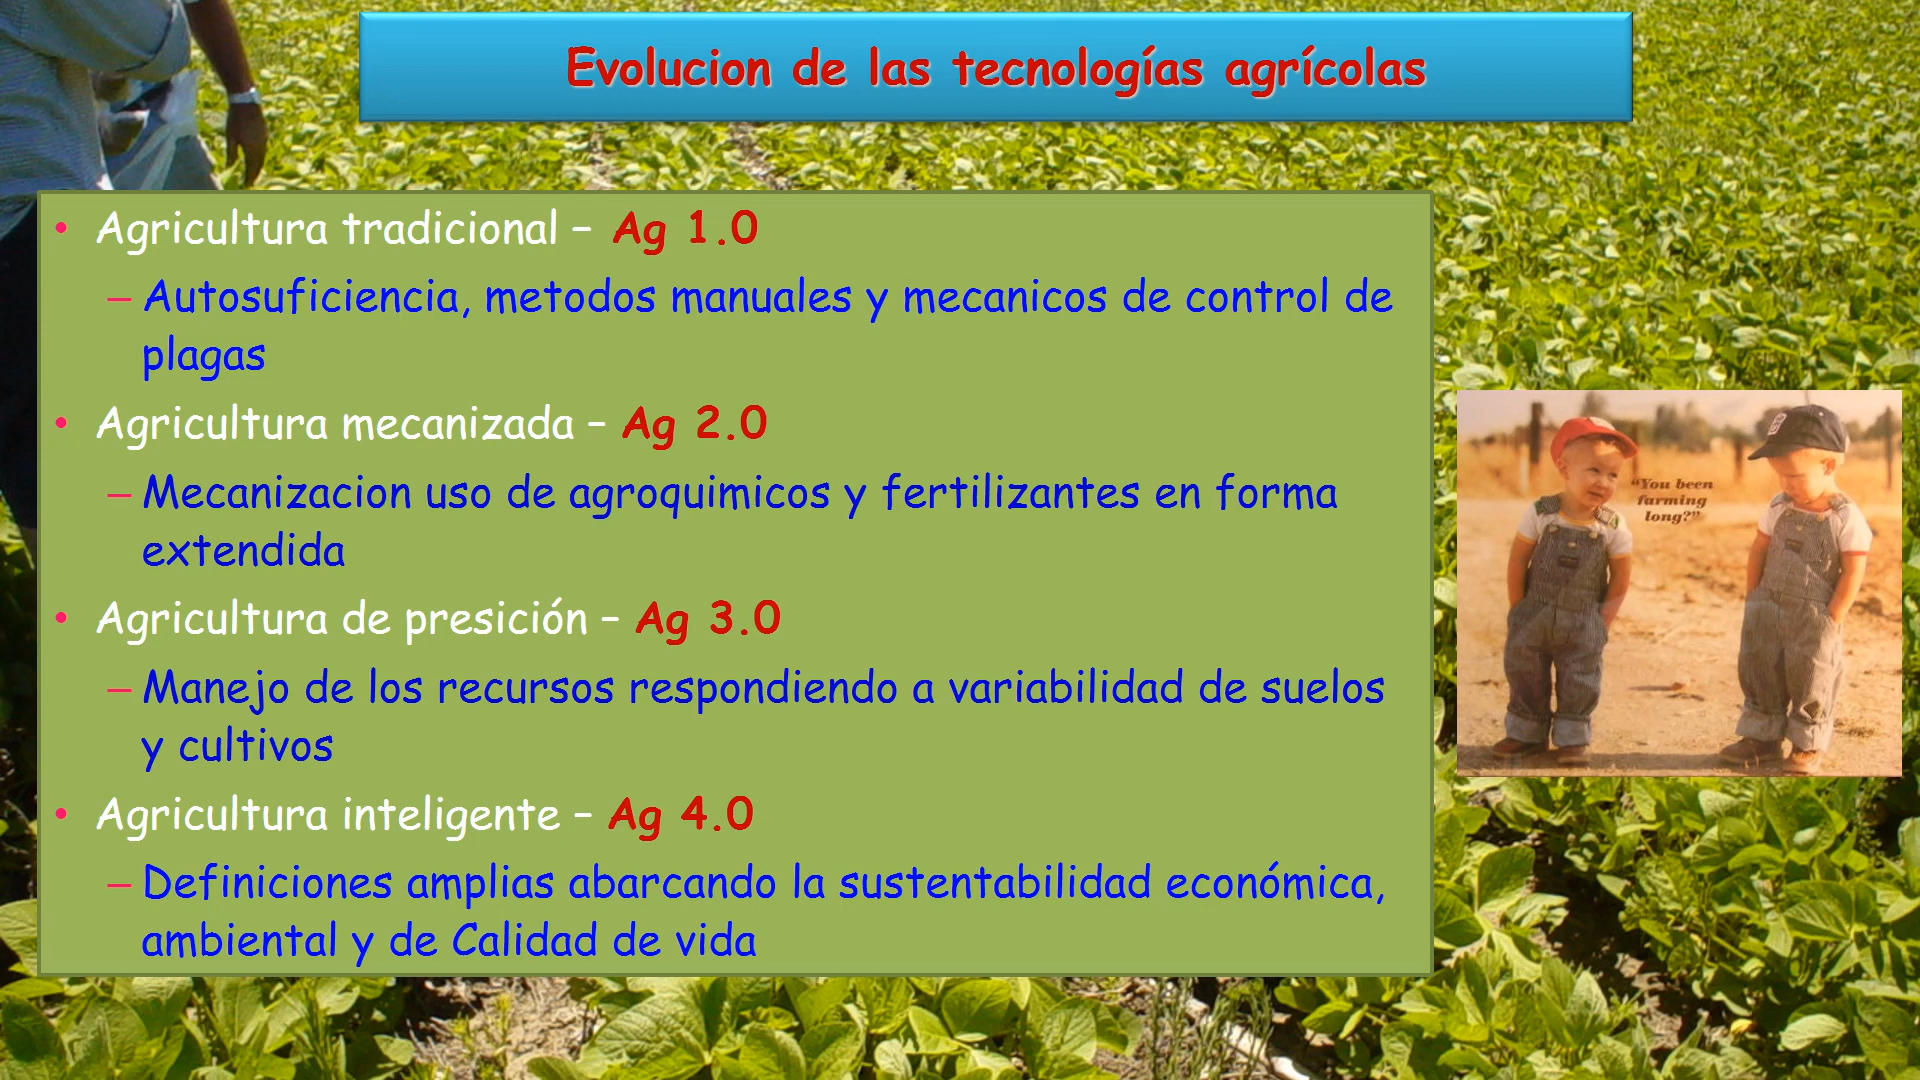 Evolucion de las tecnologías agrícolas
• Agricultura tradicional – Ag 1.0
– Autosuficiencia, metodos manuales y mecanicos de control de
plagas
• Agricultura mecanizada – Ag 2.0
– Mecanizacion uso de agroquimicos y fertilizantes en forma
extendida
• Agricultura de presición – Ag 3.0
– Manejo de los recursos respondiendo a variabilidad de suelos
y cultivos
• Agricultura inteligente – Ag 4.0
– Definiciones amplias abarcando la sustentabilidad económica,
ambiental y de Calidad de vida
“You been
farming
long?”